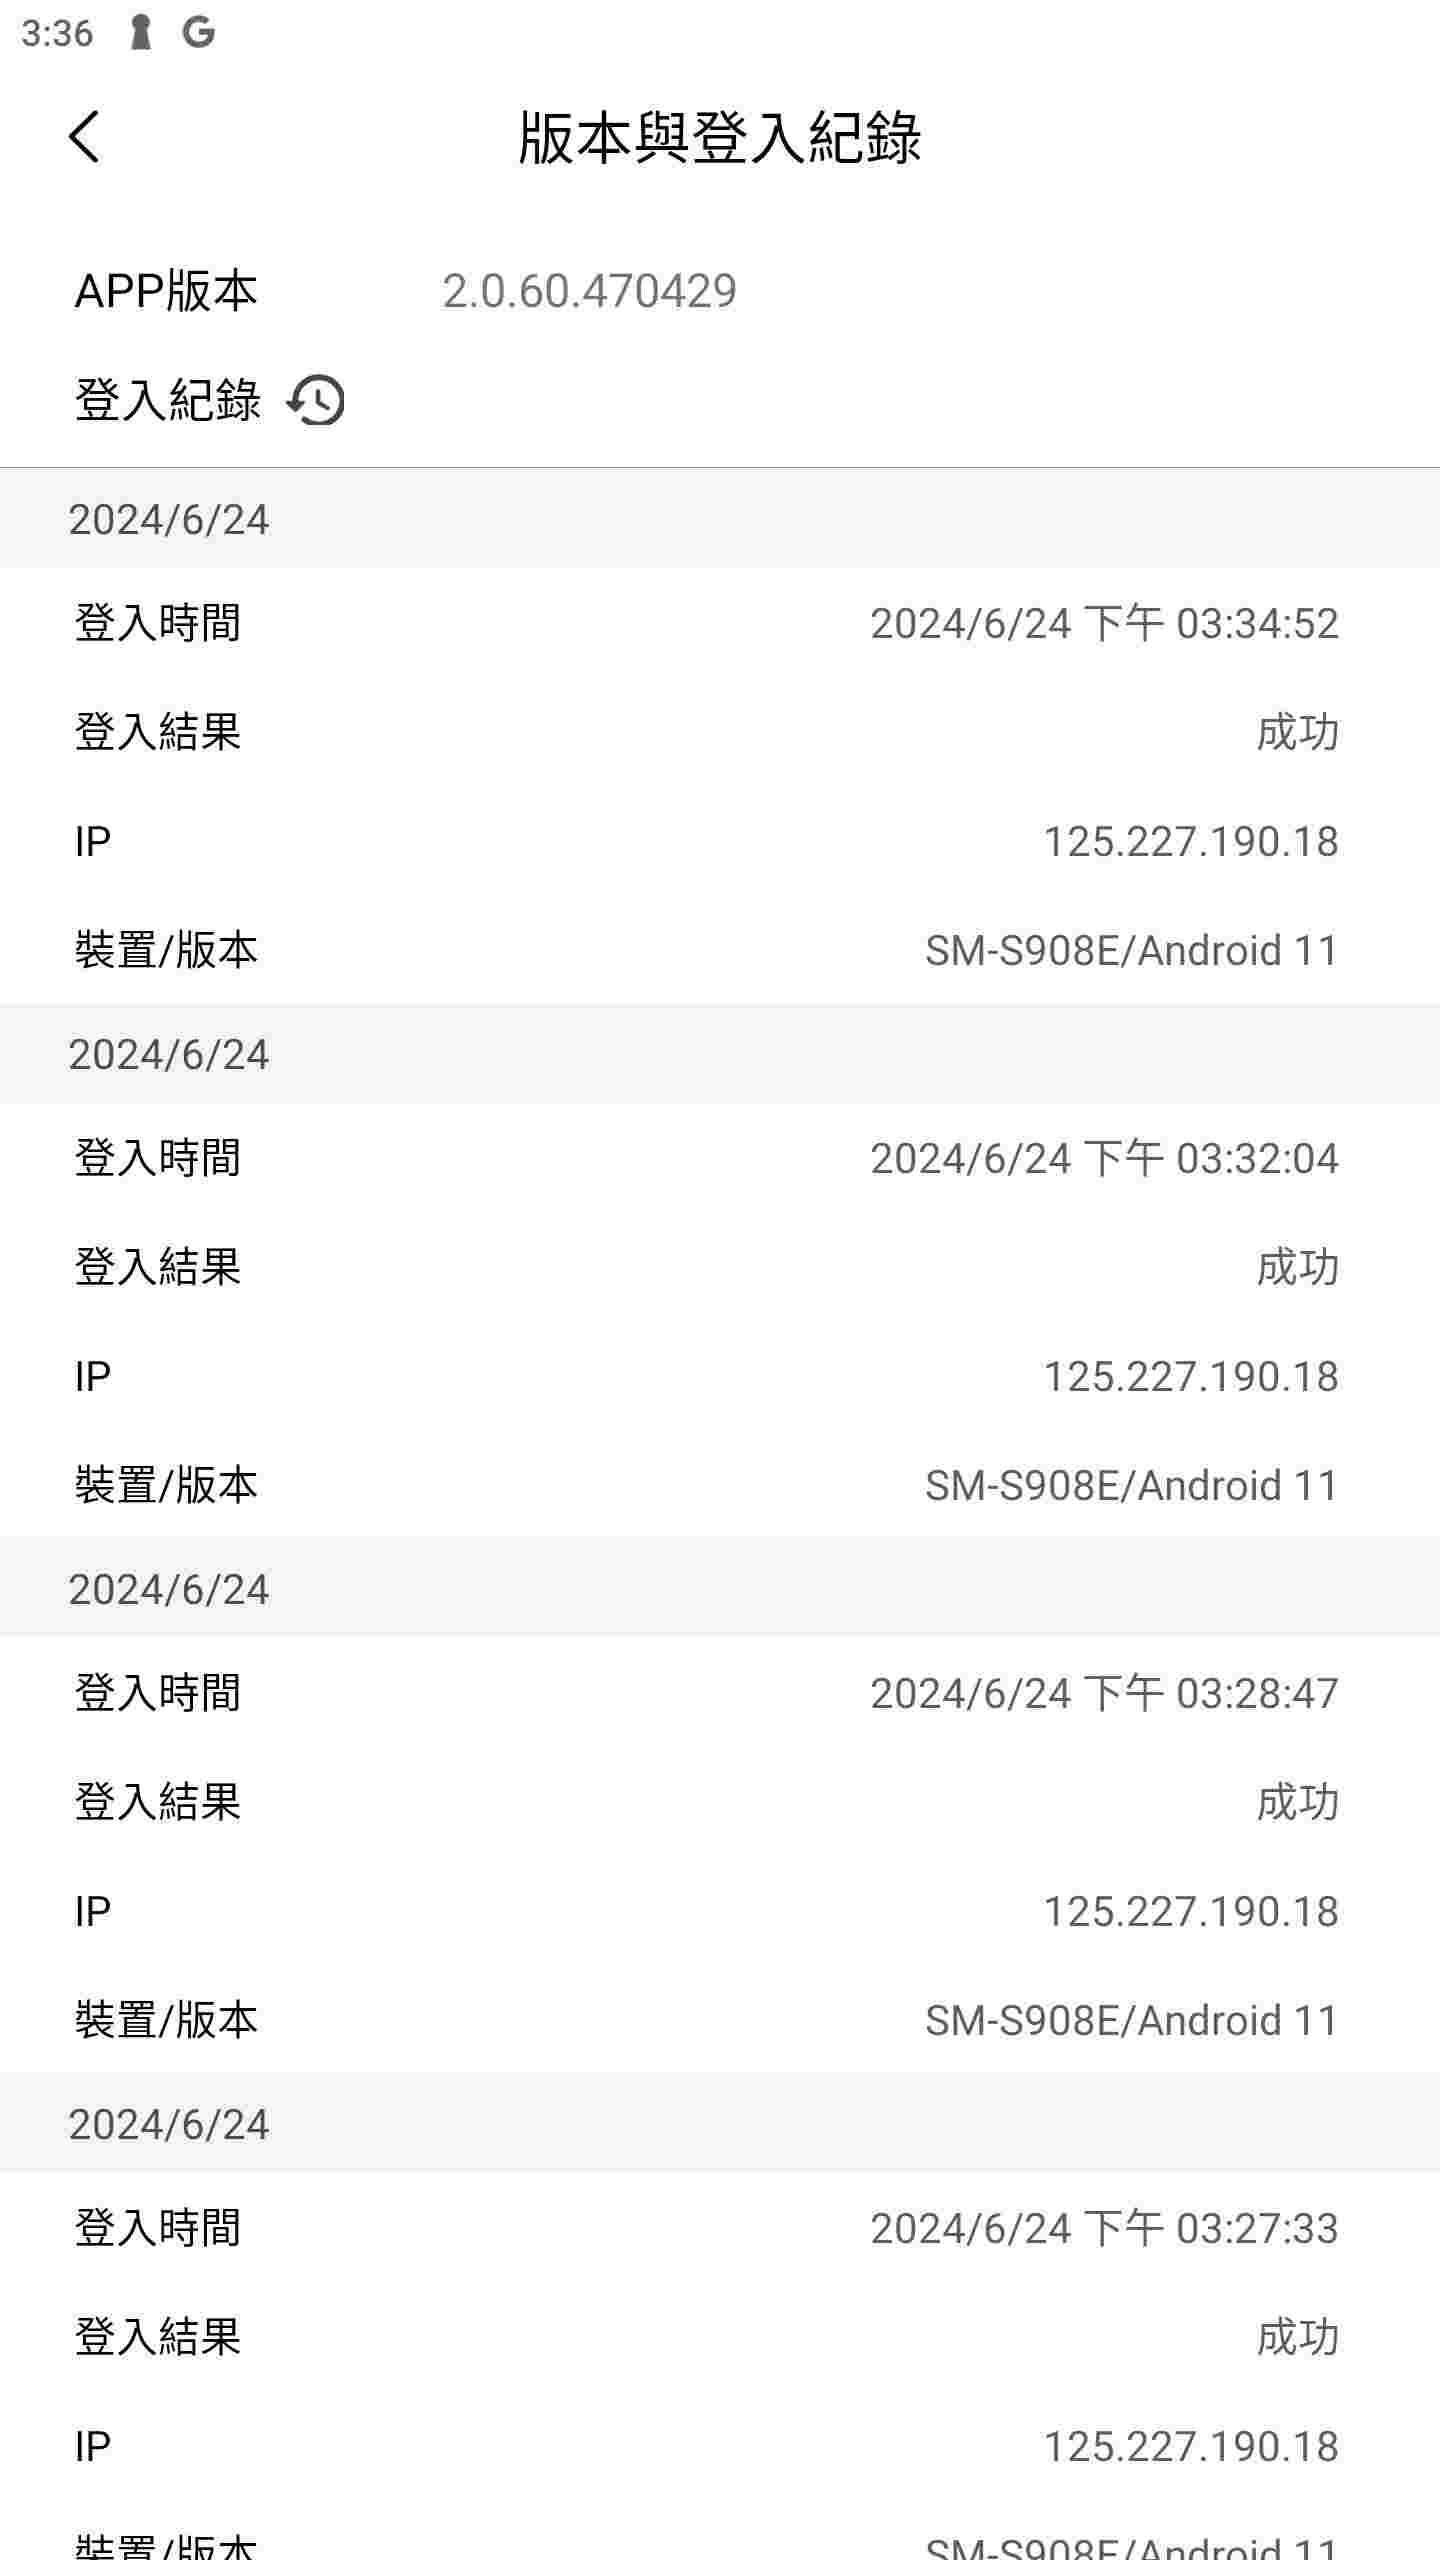 3:36
版本與登入紀錄
APP版本 2.0.60.470429
登入紀錄
2024/6/24
登入時間 2024/6/24 下午 03:34:52
登入結果 成功
IP 125.227.190.18
裝置/版本 SM-S908E/Android 11
2024/6/24
登入時間 2024/6/24 下午 03:32:04
登入結果 成功
IP 125.227.190.18
裝置/版本 SM-S908E/Android 11
2024/6/24
登入時間 2024/6/24 下午 03:28:47
登入結果 成功
IP 125.227.190.18
裝置/版本 SM-S908E/Android 11
2024/6/24
登入時間 2024/6/24 下午 03:27:33
登入結果 成功
IP 125.227.190.18
裝置/版本 SM-S908E/Android 11